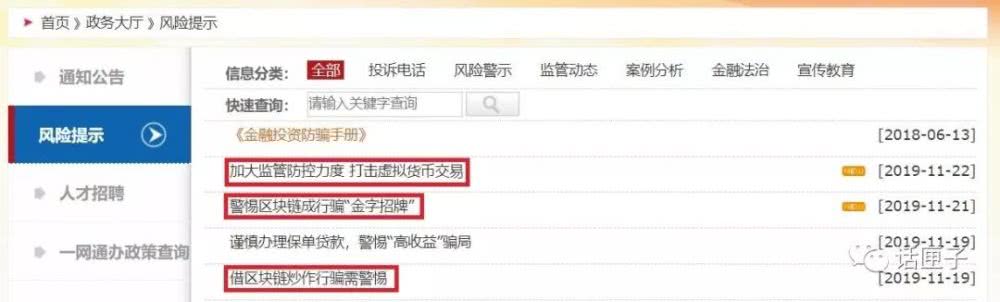 首页 》政务大厅 》风险提示
通知公告
风险提示
人才招聘
一网通办政策查询
信息分类: 全部 投诉电话 风险警示 监管动态 案例分析 金融法治 宣传教育
快速查询: 请输入关键字查询
《金融投资防骗手册》 [2018-06-13]
加大监管防控力度 打击虚拟货币交易 [2019-11-22]
警惕区块链成行骗“金字招牌” [2019-11-21]
谨慎办理保单贷款，警惕“高收益”骗局 [2019-11-19]
借区块链炒作行骗需警惕 [2019-11-19]
话匣子